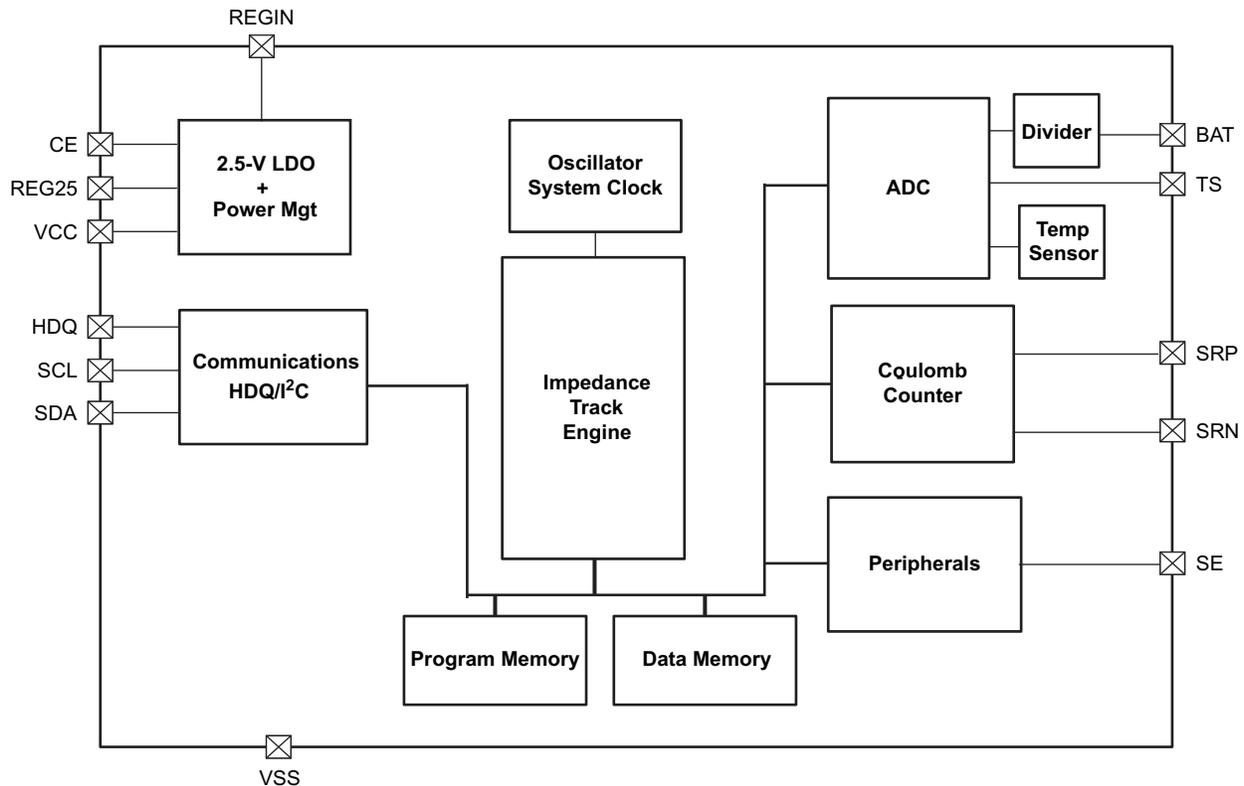 REGIN
CE
REG25
VCC
2.5-V LDO
+
Power Mgt
Oscillator
System Clock
ADC
Divider
BAT
TS
Temp
Sensor
HDQ
SCL
SDA
Communications
HDQ/I²C
Impedance
Track
Engine
Coulomb
Counter
SRP
SRN
Peripherals
SE
Program Memory
Data Memory
VSS